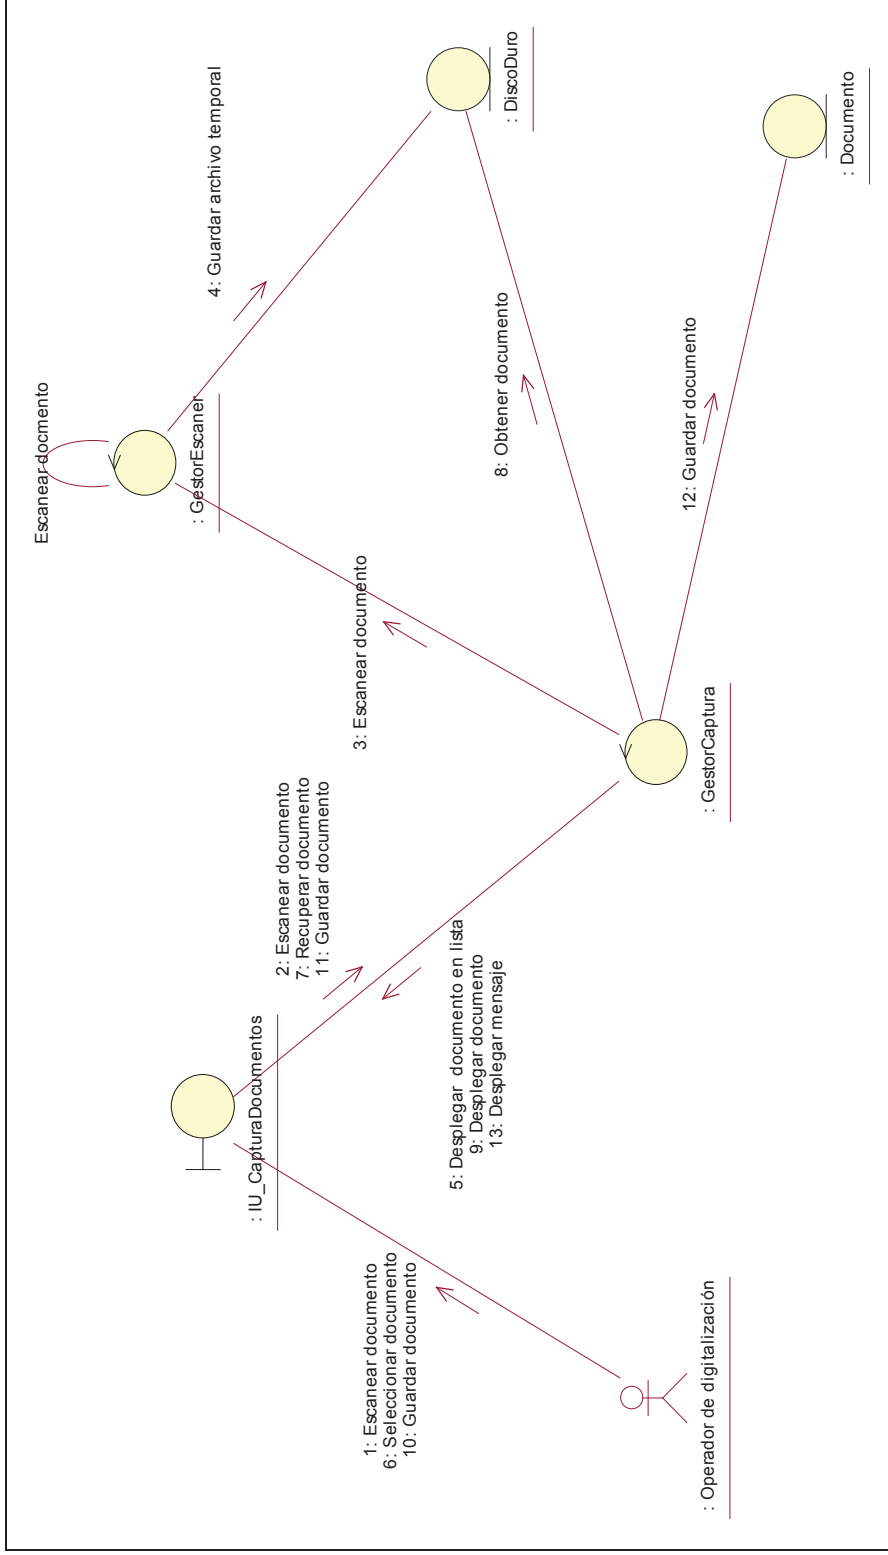 Escanear docmento
: GestorEscaner
4: Guardar archivo temporal
: DiscoDuro
3: Escanear documento
8: Obtener documento
2: Escanear documento
7: Recuperar documento
11: Guardar documento
: IU_CapturaDocumentos
5: Desplegar documento en lista
9: Desplegar documento
13: Desplegar mensaje
: GestorCaptura
12: Guardar documento
: Documento
1: Escanear documento
6: Seleccionar documento
10: Guardar documento
: Operador de digitalización